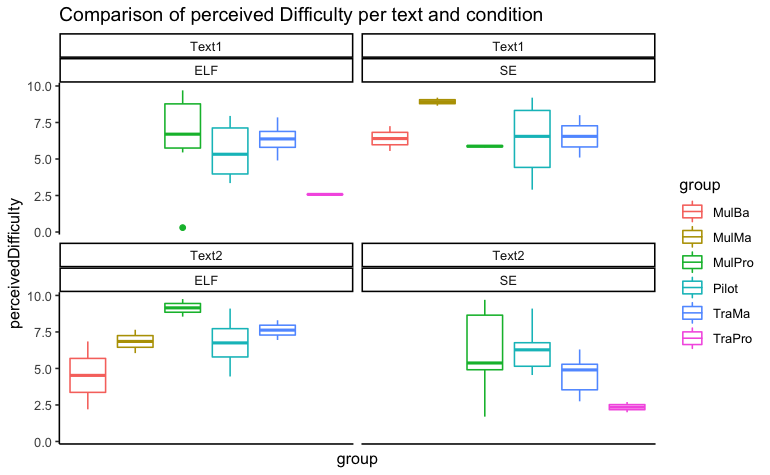 Comparison of perceived Difficulty per text and condition
Text1
Text1
ELF
SE
10.0
7.5
5.0
2.5
0.0
Text2
Text2
ELF
SE
10.0
7.5
5.0
2.5
0.0
perceivedDifficulty
group
group
MulBa
MulMa
MulPro
Pilot
TraMa
TraPro